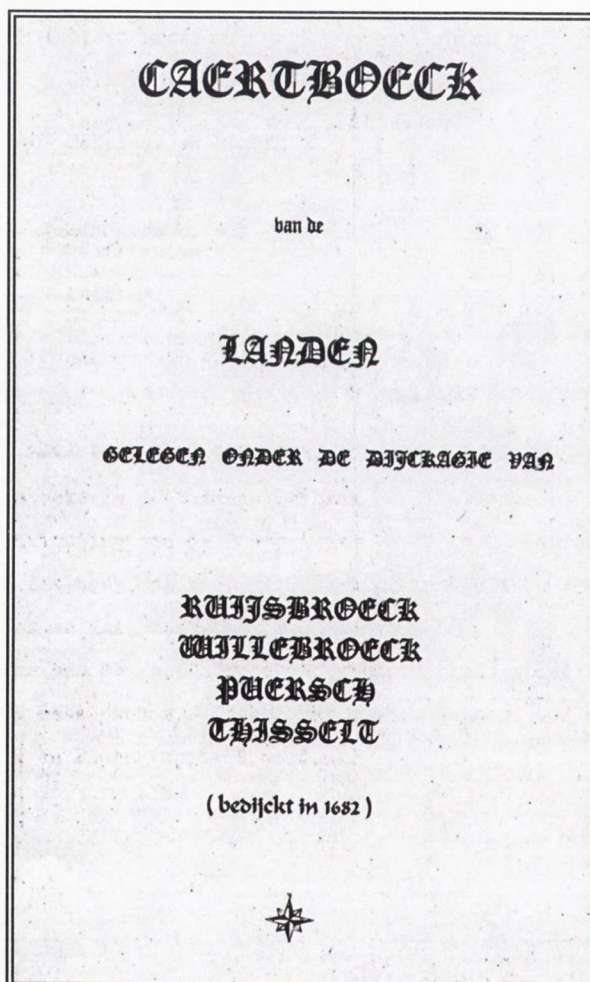 CAERTBOECK
van de
LANDEN
GELEGEN ONDER DE DIJCKAGIE VAN
RUIJSBROECK
WILLEBROECK
PUERSCH
THISSELT
( bedijckt in 1682 )